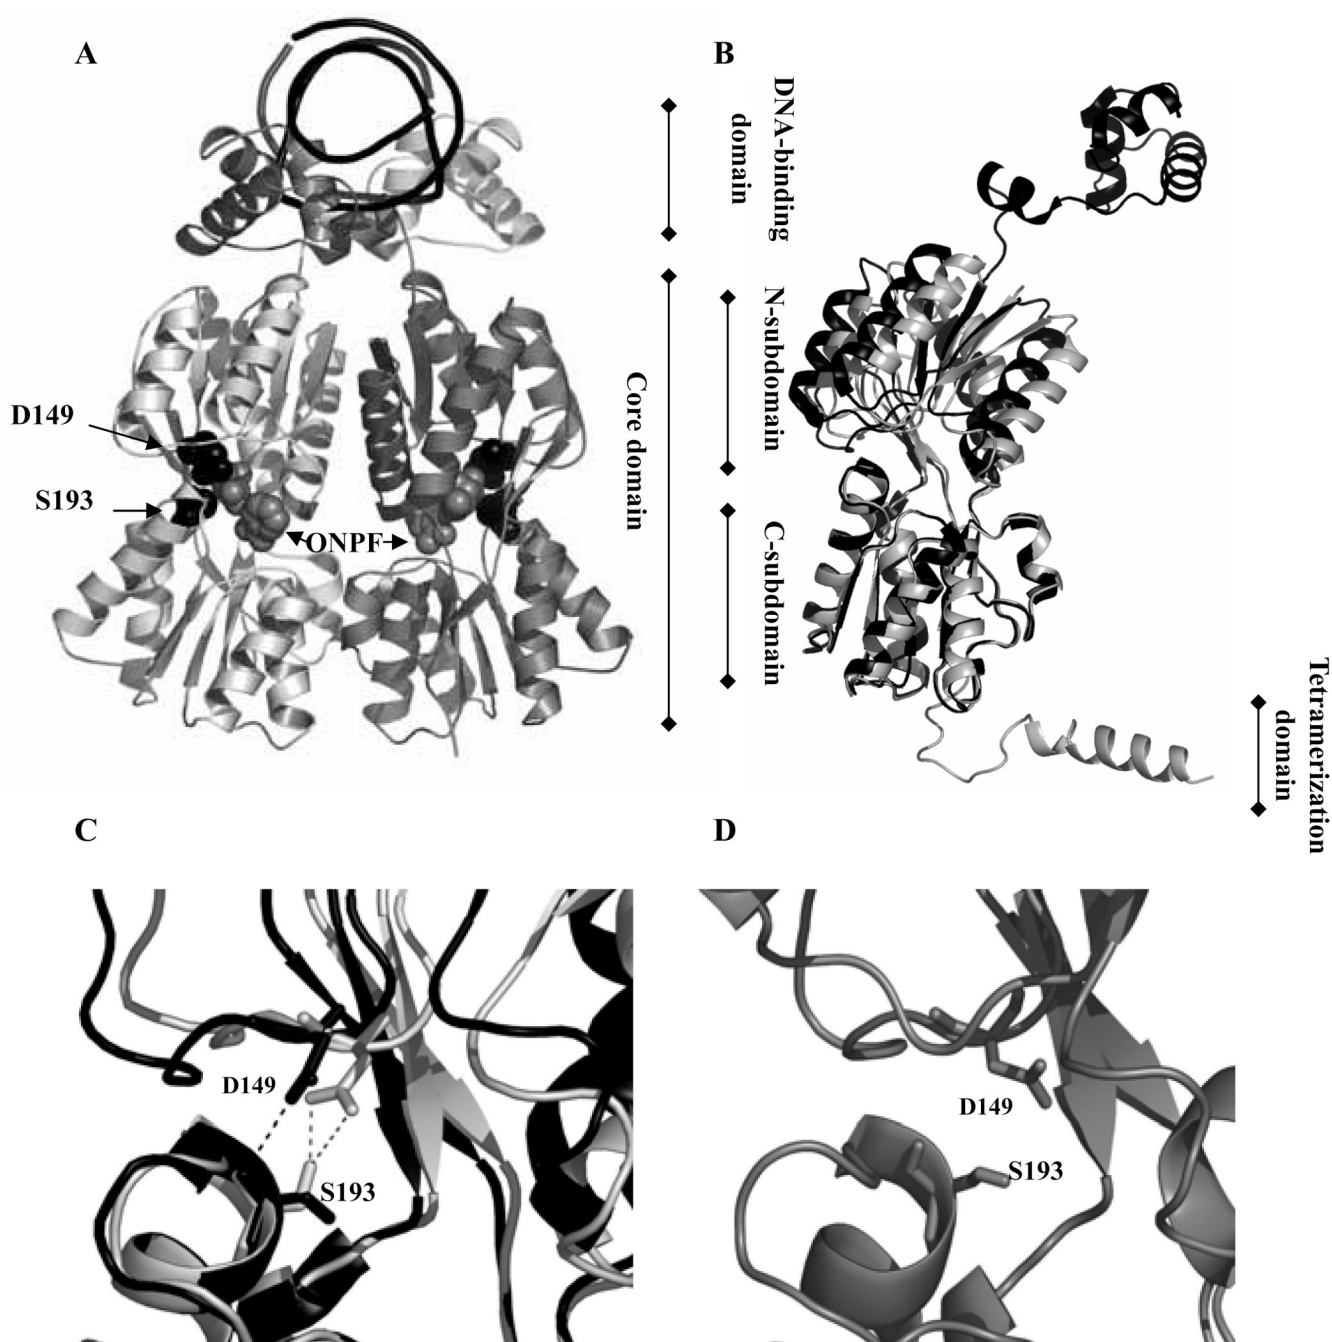 A
B
DNA-binding
domain
N-subdomain
Core domain
D149
S193
ONPF
C-subdomain
Tetramerization
domain
C
D
D149
S193
D149
S193